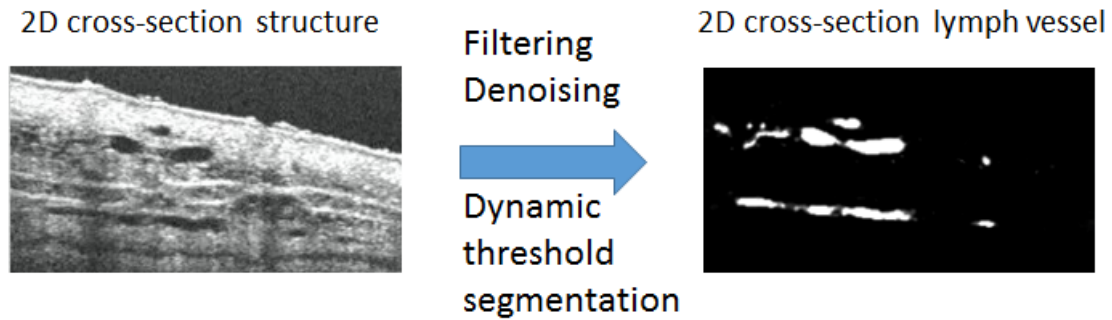 2D cross-section structure
Filtering
Denoising
Dynamic
threshold
segmentation
2D cross-section lymph vessel